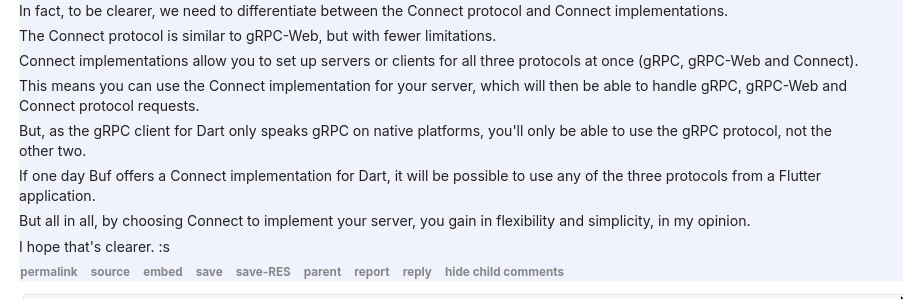 In fact, to be clearer, we need to differentiate between the Connect protocol and Connect implementations.
The Connect protocol is similar to gRPC-Web, but with fewer limitations.
Connect implementations allow you to set up servers or clients for all three protocols at once (gRPC, gRPC-Web and Connect).
This means you can use the Connect implementation for your server, which will then be able to handle gRPC, gRPC-Web and
Connect protocol requests.
But, as the gRPC client for Dart only speaks gRPC on native platforms, you'll only be able to use the gRPC protocol, not the
other two.
If one day Buf offers a Connect implementation for Dart, it will be possible to use any of the three protocols from a Flutter
application.
But all in all, by choosing Connect to implement your server, you gain in flexibility and simplicity, in my opinion.
I hope that's clearer. :s
permalink source embed save save-RES parent report reply hide child comments